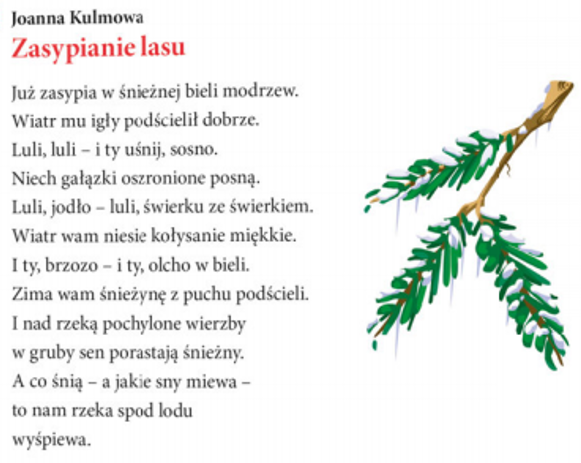 Joanna Kulmowa
Zasypianie lasu
Już zasypia w śnieżnej bieli modrzew.
Wiatr mu igły podścielił dobrze.
Luli, luli – i ty uśnij, sosno.
Niech gałązki oszronione posną.
Luli, jodło – luli, świerku ze świerkiem.
Wiatr wam niesie kołysanie miękkie.
I ty, brzozo – i ty, olcho w bieli.
Zima wam śnieżynę z puchu podścieli.
I nad rzeką pochylone wierzby
w gruby sen porastają śnieżny.
A co śnią – a jakie sny miewa –
to nam rzeka spod lodu
wyśpiewa.